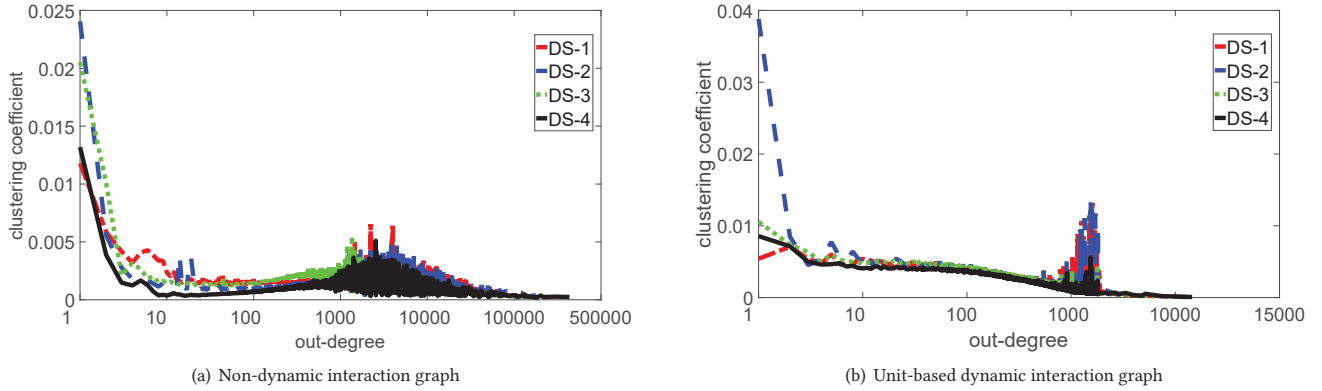 0.025
0.02
0.015
0.01
0.005
0
clustering coefficient
DS-1
DS-2
DS-3
DS-4
1
10
100
1000
10000
100000
500000
out-degree
(a) Non-dynamic interaction graph
0.04
0.03
0.02
0.01
0
clustering coefficient
DS-1
DS-2
DS-3
DS-4
1
10
100
1000
10000
15000
out-degree
(b) Unit-based dynamic interaction graph